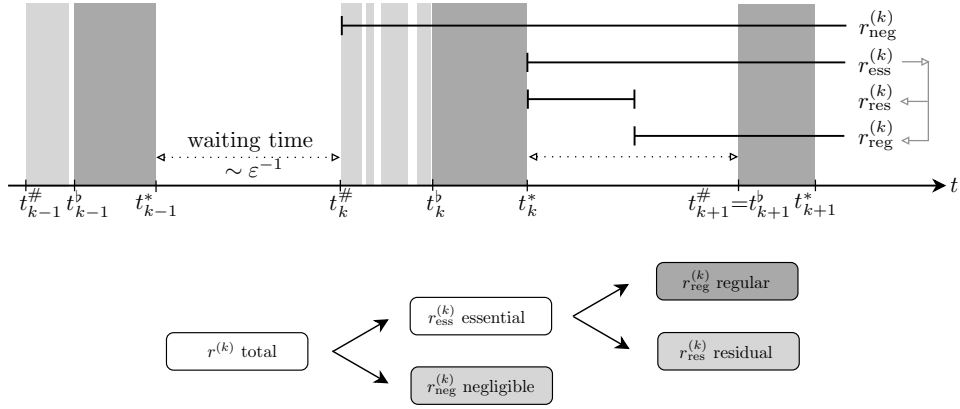 r_neg^(k)
r_ess^(k)
r_res^(k)
r_reg^(k)
waiting time
∼ ε^−1
t_{k−1}^# t_{k−1}^♭ t_{k−1}^* t_k^# t_k^♭ t_k^* t_{k+1}^#=t_{k+1}^♭ t_{k+1}^* t
r_reg^(k) regular
r_ess^(k) essential
r^(k) total
r_res^(k) residual
r_neg^(k) negligible